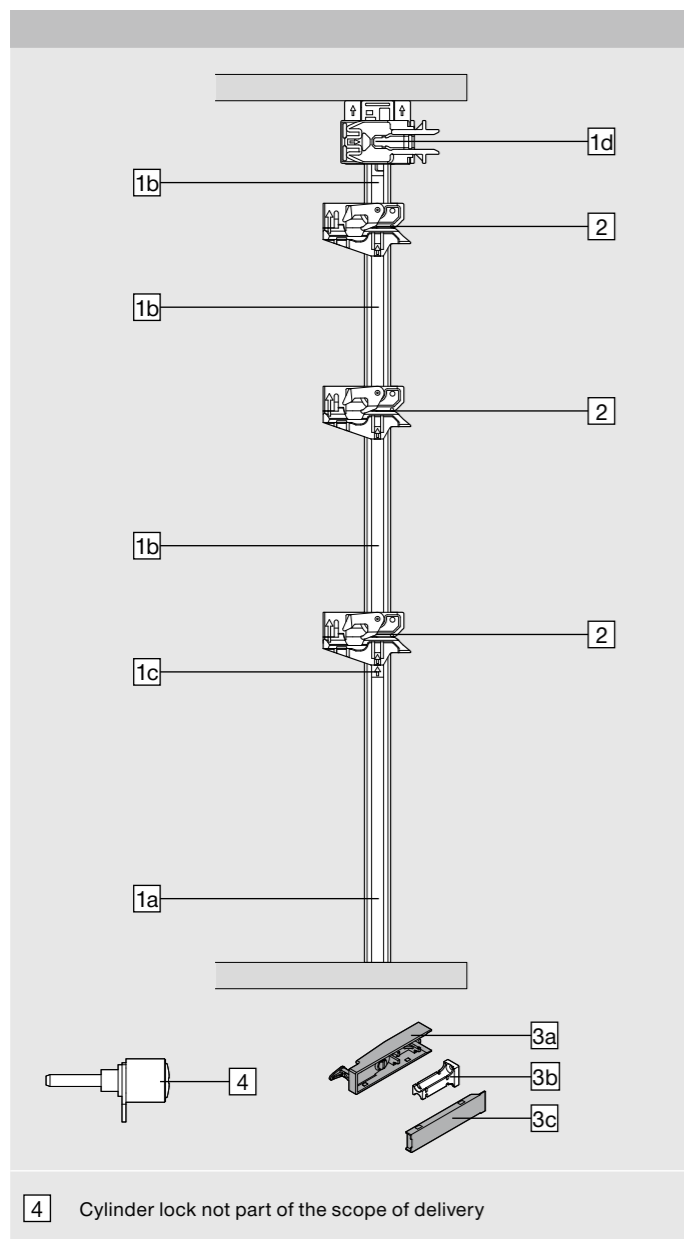 1d
1b
2
1b
2
1b
2
1c
1a
3a
4
3b
3c
4 Cylinder lock not part of the scope of delivery